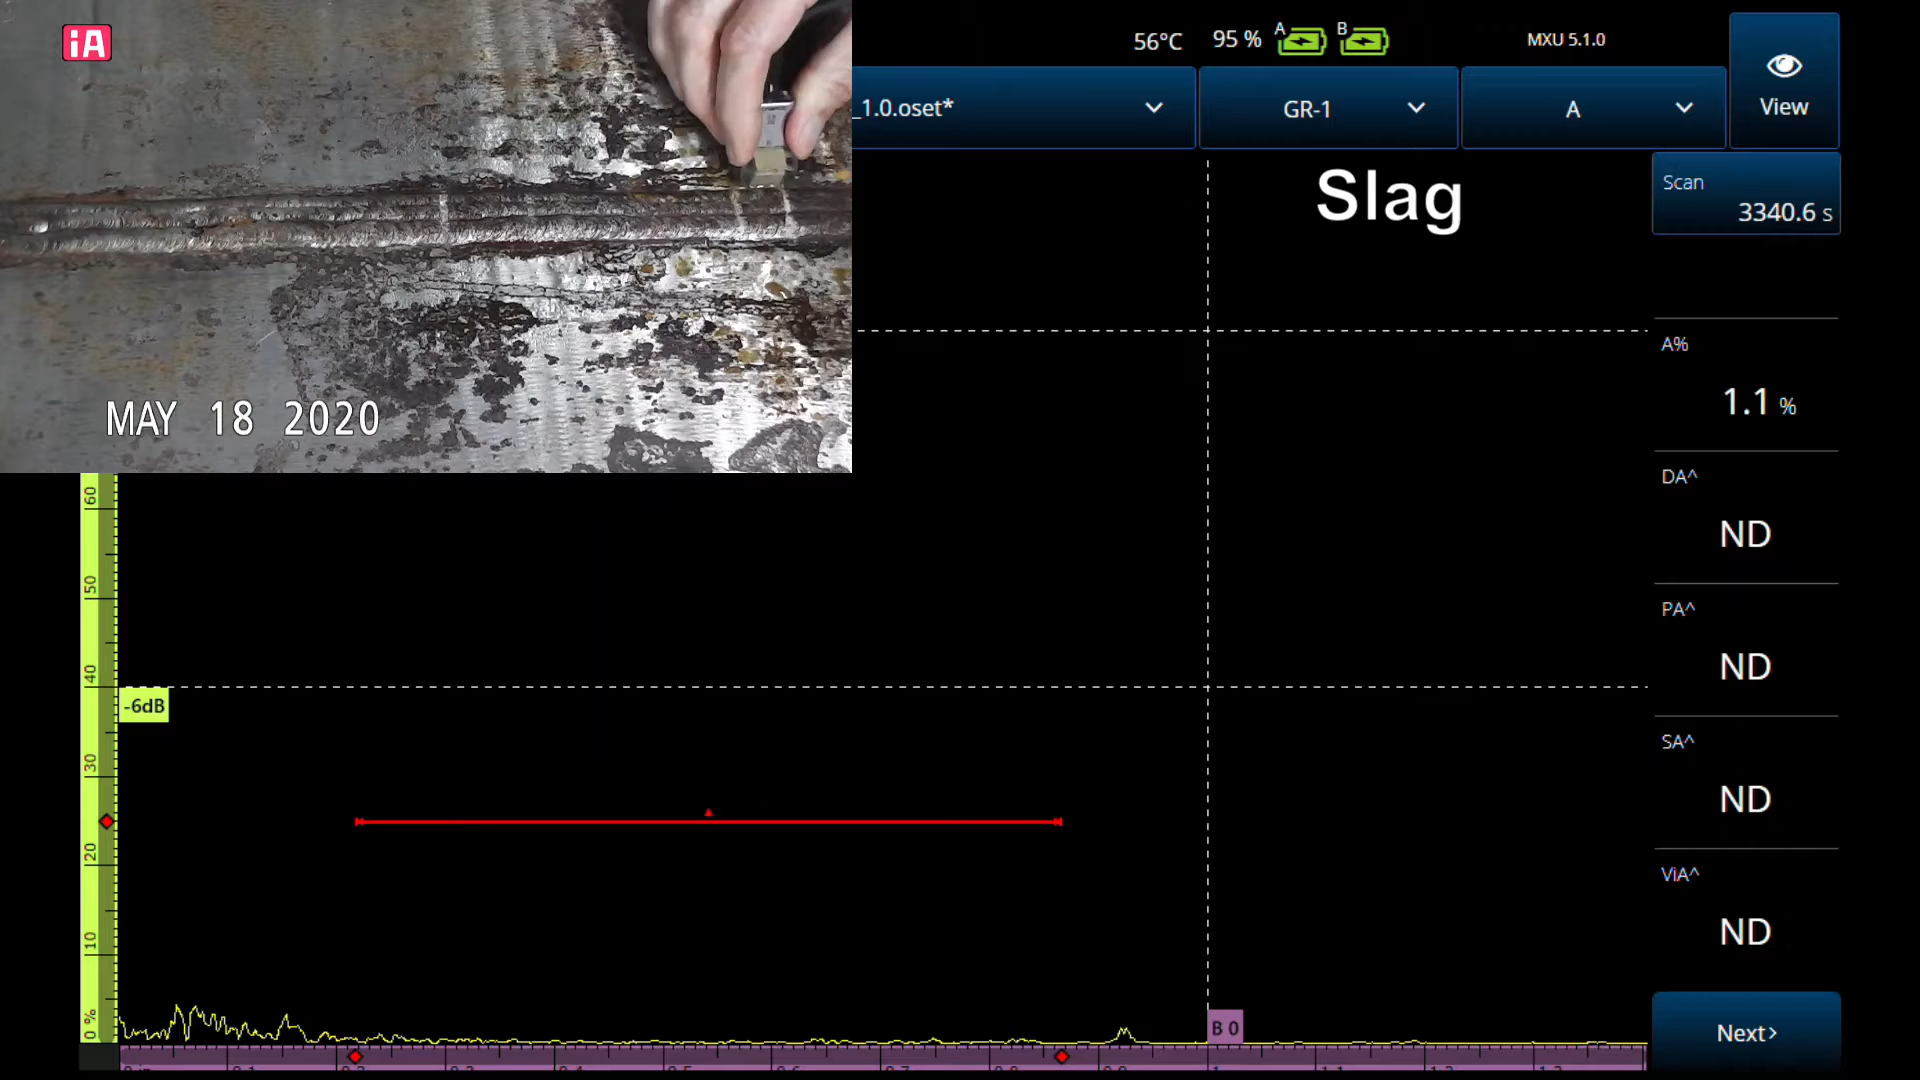 iA
56°C 95 % A B MXU 5.1.0
_1.0.oset* GR-1 A View
Slag
Scan
3340.6 s
A%
1.1 %
DA^
ND
PA^
ND
SA^
ND
ViA^
ND
MAY 18 2020
60
50
40
-6dB
30
20
10
0 %
B 0
Next>